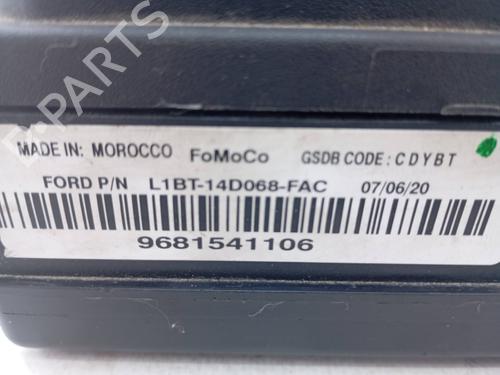 MADE IN: MOROCCO FoMoCo GSDB CODE: CDYBT
FORD P/N L1BT-14D068-FAC 07/06/20
9681541106
B-PARTS